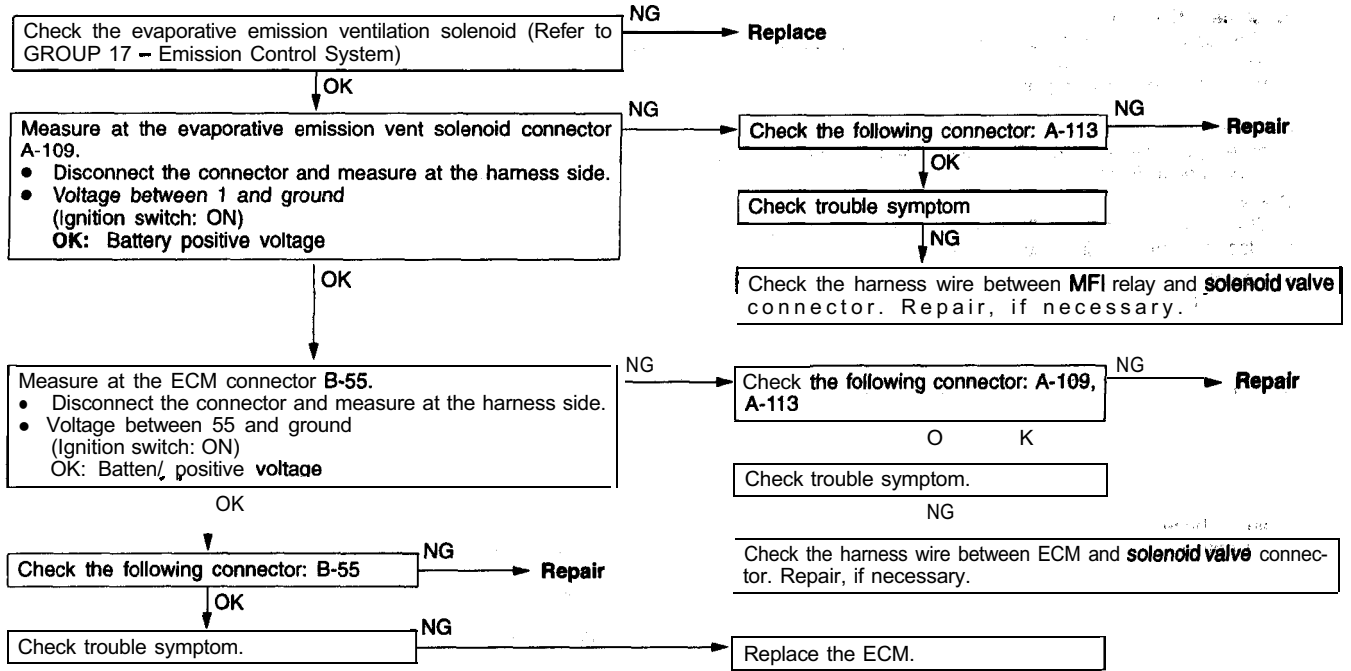 Check the evaporative emission ventilation solenoid (Refer to
GROUP 17 – Emission Control System)
NG
Replace
OK
Measure at the evaporative emission vent solenoid connector
A-109.
● Disconnect the connector and measure at the harness side.
● Voltage between 1 and ground
(Ignition switch: ON)
OK: Battery positive voltage
NG
Check the following connector: A-113
NG
Repair
OK
Check trouble symptom
NG
Check the harness wire between MFI relay and solenoid valve
connector. Repair, if necessary.
OK
Measure at the ECM connector B-55.
● Disconnect the connector and measure at the harness side.
● Voltage between 55 and ground
(Ignition switch: ON)
OK: Batten/ positive voltage
NG
Check the following connector: A-109,
A-113
NG
Repair
O K
Check trouble symptom.
NG
Check the harness wire between ECM and solenoid valve connec-
tor. Repair, if necessary.
OK
Check the following connector: B-55
NG
Repair
OK
Check trouble symptom.
NG
Replace the ECM.